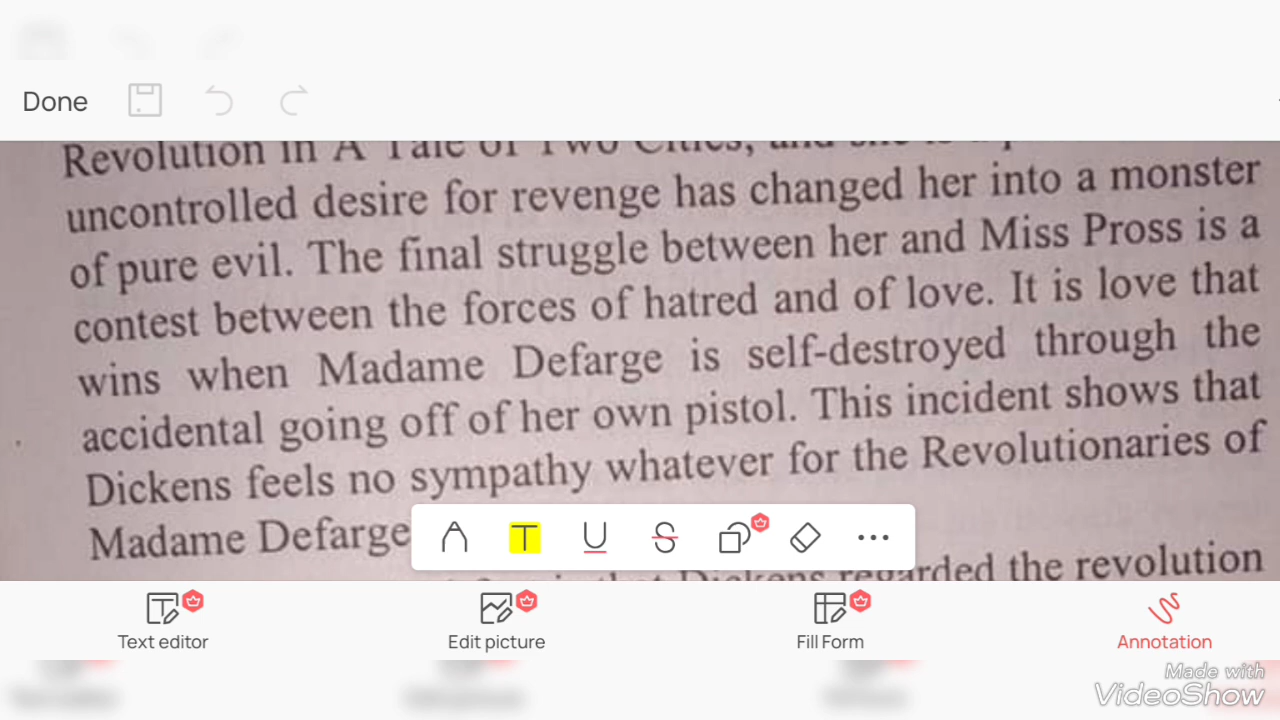 Done
Revolution in A Tale of Two Cities, and she is a
uncontrolled desire for revenge has changed her into a monster
of pure evil. The final struggle between her and Miss Pross is a
contest between the forces of hatred and of love. It is love that
wins when Madame Defarge is self-destroyed through the
accidental going off of her own pistol. This incident shows that
Dickens feels no sympathy whatever for the Revolutionaries of
Madame Defarge
that Dickens regarded the revolution
T U S
Text editor
Edit picture
Fill Form
Annotation
Made with
VideoShow